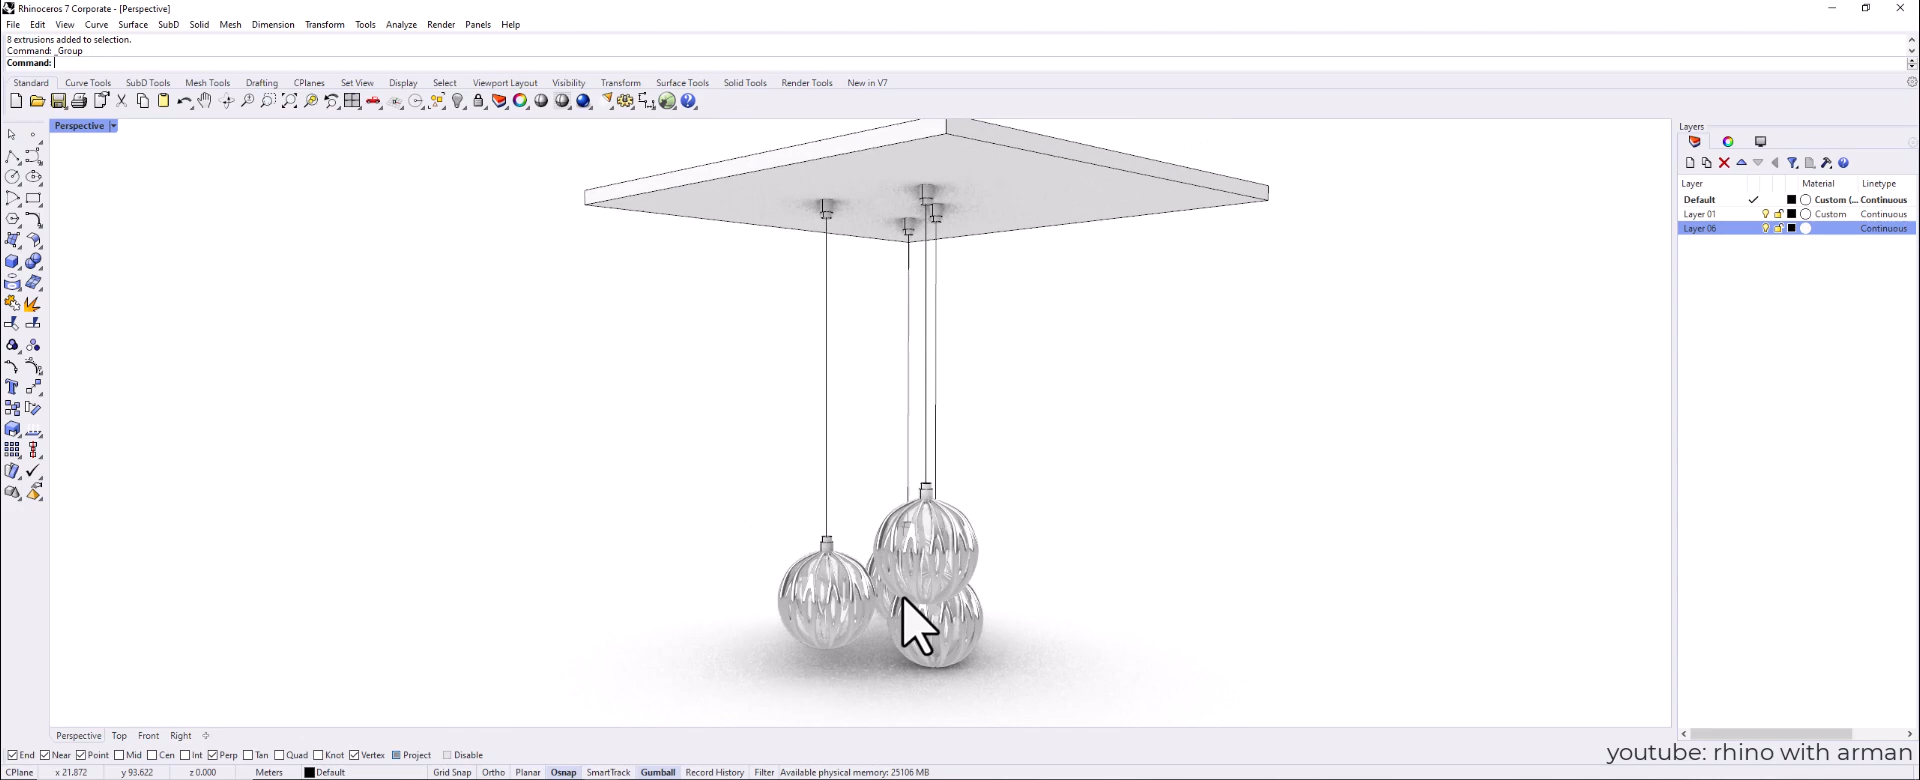 Rhinoceros 7 Corporate - [Perspective]
File Edit View Curve Surface SubD Solid Mesh Dimension Transform Tools Analyze Render Panels Help
8 extrusions added to selection.
Command: _Group
Command:
Standard Curve Tools SubD Tools Mesh Tools Drafting CPlanes Set View Display Select Viewport Layout Visibility Transform Surface Tools Solid Tools Render Tools New in V7
Perspective
Layers
Layer Material Linetype
Default Custom (... Continuous
Layer 01 Custom Continuous
Layer 06 Continuous
Perspective Top Front Right
End Near Point Mid Cen Int Perp Tan Quad Knot Vertex Project Disable
youtube: rhino with arman
CPlane x 21.872 y 93.622 z 0.000 Meters Default Grid Snap Ortho Planar Osnap SmartTrack Gumball Record History Filter Available physical memory: 25106 MB